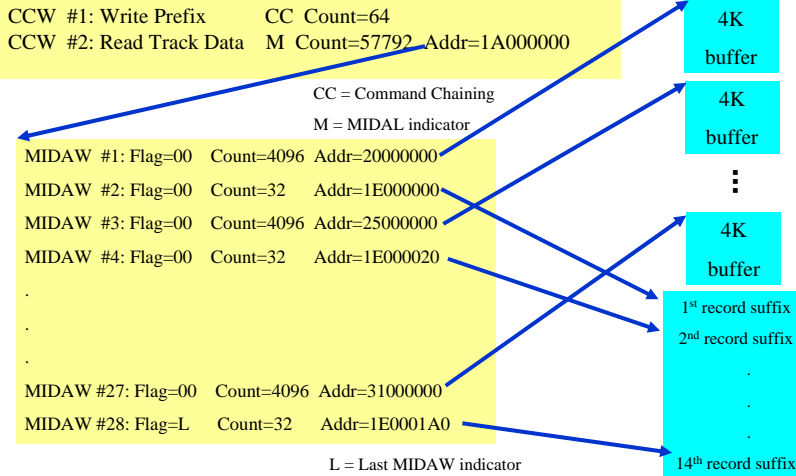 CCW #1: Write Prefix CC Count=64
CCW #2: Read Track Data M Count=57792 Addr=1A000000
CC = Command Chaining
M = MIDAL indicator
MIDAW #1: Flag=00 Count=4096 Addr=20000000
MIDAW #2: Flag=00 Count=32 Addr=1E000000
MIDAW #3: Flag=00 Count=4096 Addr=25000000
MIDAW #4: Flag=00 Count=32 Addr=1E000020
.
.
.
MIDAW #27: Flag=00 Count=4096 Addr=31000000
MIDAW #28: Flag=L Count=32 Addr=1E0001A0
L = Last MIDAW indicator
4K
buffer
4K
buffer
⋮
4K
buffer
1st record suffix
2nd record suffix
.
.
.
14th record suffix